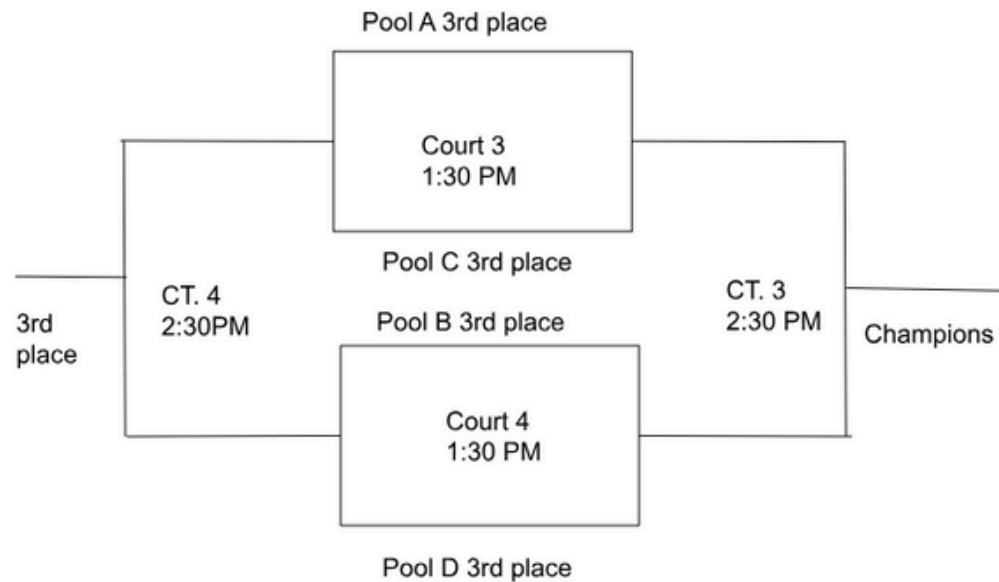 Pool A 3rd place
Court 3
1:30 PM
Pool C 3rd place
CT. 4
2:30PM
CT. 3
2:30 PM
3rd
place
Pool B 3rd place
Champions
Court 4
1:30 PM
Pool D 3rd place